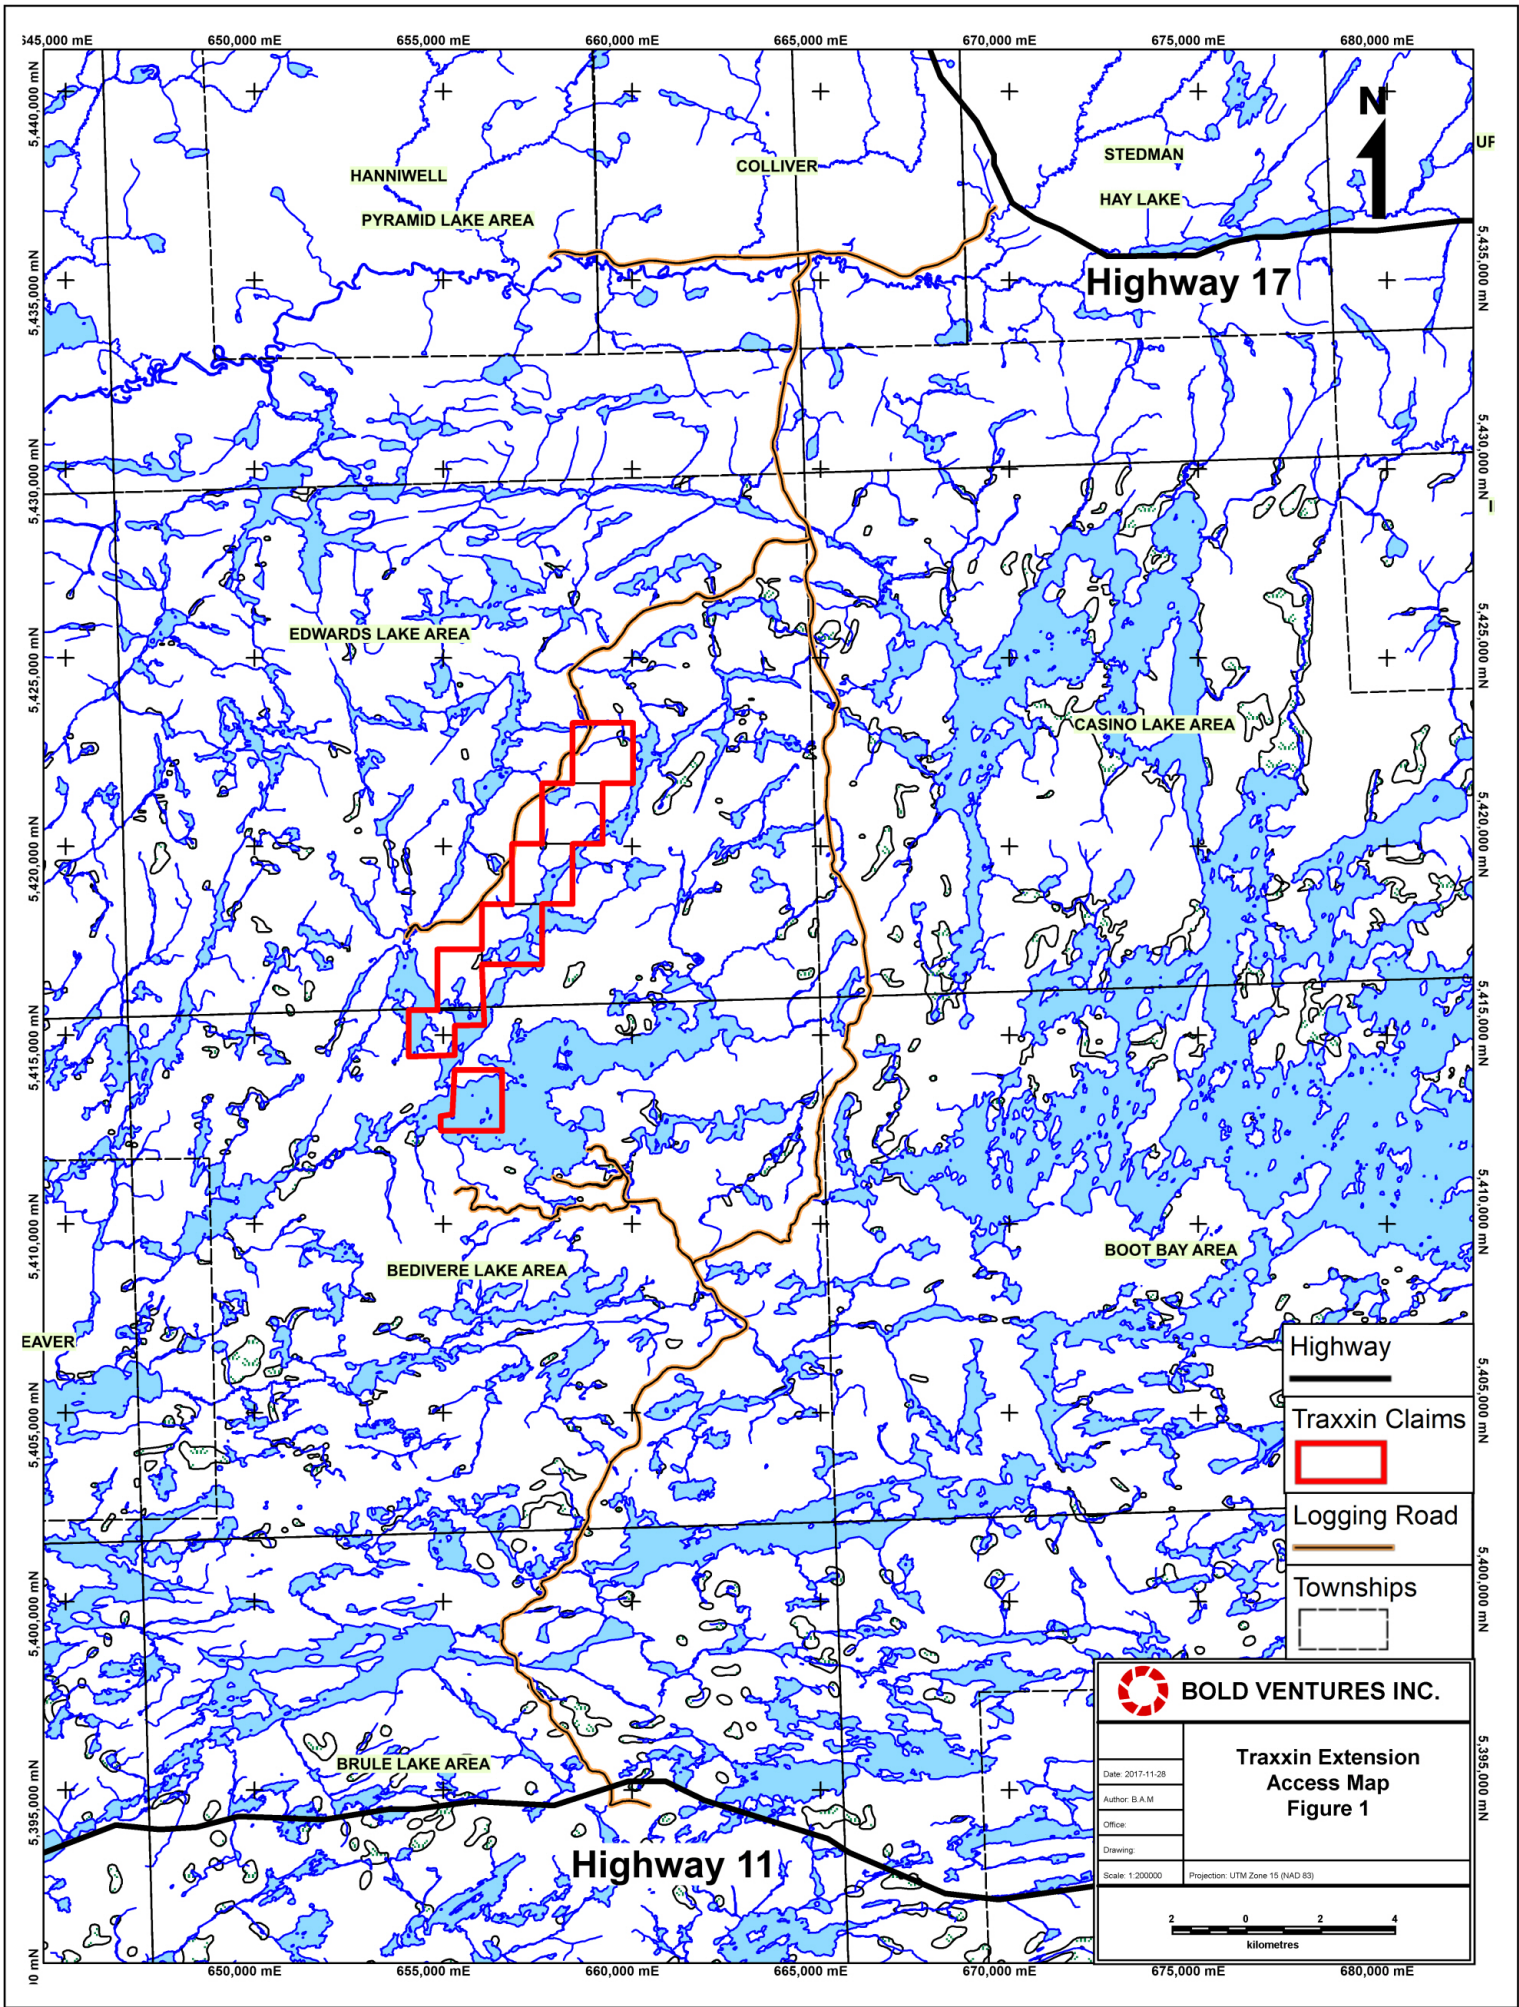 645,000 mE 650,000 mE 655,000 mE 660,000 mE 665,000 mE 670,000 mE 675,000 mE 680,000 mE
5,440,000 mN
N
UF
STEDMAN
COLLIVER
HANNIWELL
HAY LAKE
PYRAMID LAKE AREA
5,435,000 mN
5,435,000 mN
Highway 17
5,430,000 mN
5,430,000 mN
EDWARDS LAKE AREA
5,425,000 mN
5,425,000 mN
CASINO LAKE AREA
5,420,000 mN
5,420,000 mN
5,415,000 mN
5,415,000 mN
5,410,000 mN
5,410,000 mN
BOOT BAY AREA
BEDIVERE LAKE AREA
EAVER
Highway
5,405,000 mN
5,405,000 mN
Traxxin Claims
Logging Road
5,400,000 mN
5,400,000 mN
Townships
BOLD VENTURES INC.
BRULE LAKE AREA
5,395,000 mN
5,395,000 mN
Traxxin Extension
Access Map
Figure 1
Date: 2017-11-28
Author: B.A.M
Office:
Drawing:
Scale: 1:200000
Projection: UTM Zone 15 (NAD 83)
Highway 11
2 0 2 4
kilometres
0 mN
650,000 mE 655,000 mE 660,000 mE 665,000 mE 670,000 mE 675,000 mE 680,000 mE